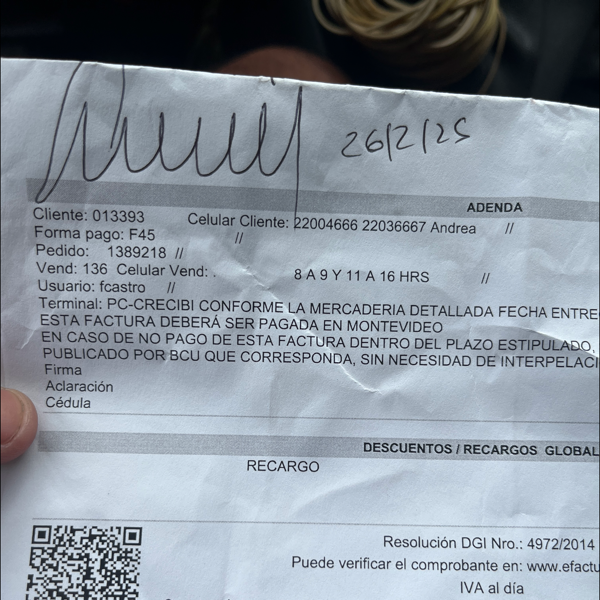 26/2/25
ADENDA
Cliente: 013393 Celular Cliente: 22004666 22036667 Andrea //
Forma pago: F45 //
Pedido: 1389218 //
Vend: 136 Celular Vend: . 8 A 9 Y 11 A 16 HRS //
Usuario: fcastro //
Terminal: PC-CRECIBI CONFORME LA MERCADERIA DETALLADA FECHA ENTRE
ESTA FACTURA DEBERÁ SER PAGADA EN MONTEVIDEO
EN CASO DE NO PAGO DE ESTA FACTURA DENTRO DEL PLAZO ESTIPULADO,
PUBLICADO POR BCU QUE CORRESPONDA, SIN NECESIDAD DE INTERPELACI
Firma
Aclaración
Cédula
DESCUENTOS / RECARGOS GLOBAL
RECARGO
Resolución DGI Nro.: 4972/2014
Puede verificar el comprobante en: www.efactu
IVA al día